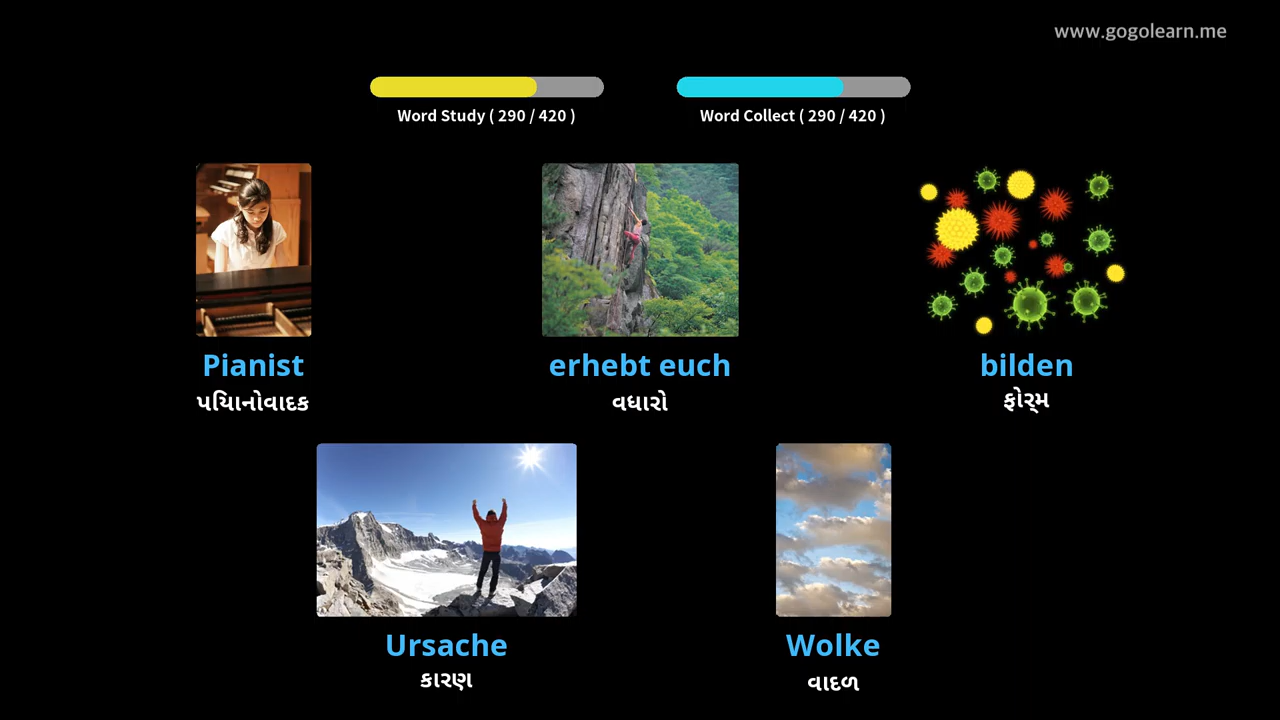 www.gogolearn.me
Word Study ( 290 / 420 )
Word Collect ( 290 / 420 )
Pianist
પિયાનોવાદક
erhebt euch
વધારો
bilden
ફોર્મ
Ursache
કારણ
Wolke
વાદળ